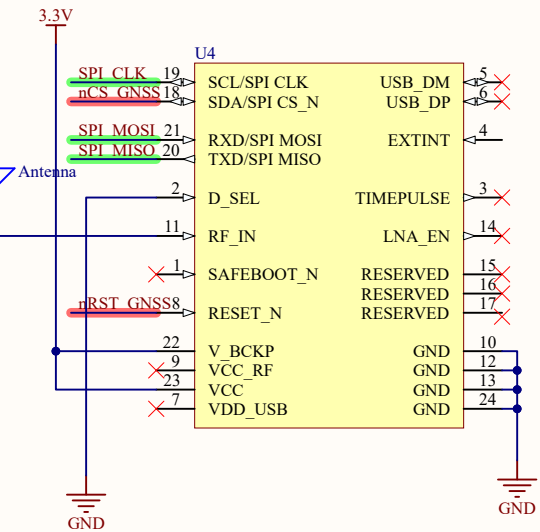 3.3V
U4
SPI_CLK 19 SCL/SPI CLK USB_DM 5
nCS_GNSS 18 SDA/SPI CS_N USB_DP 6
SPI_MOSI 21 RXD/SPI MOSI EXTINT 4
SPI_MISO 20 TXD/SPI MISO
Antenna
2 D_SEL TIMEPULSE 3
11 RF_IN LNA_EN 14
1 SAFEBOOT_N RESERVED 15
RESERVED 16
nRST_GNSS 8 RESET_N RESERVED 17
22 V_BCKP GND 10
9 VCC_RF GND 12
23 VCC GND 13
7 VDD_USB GND 24
GND
GND